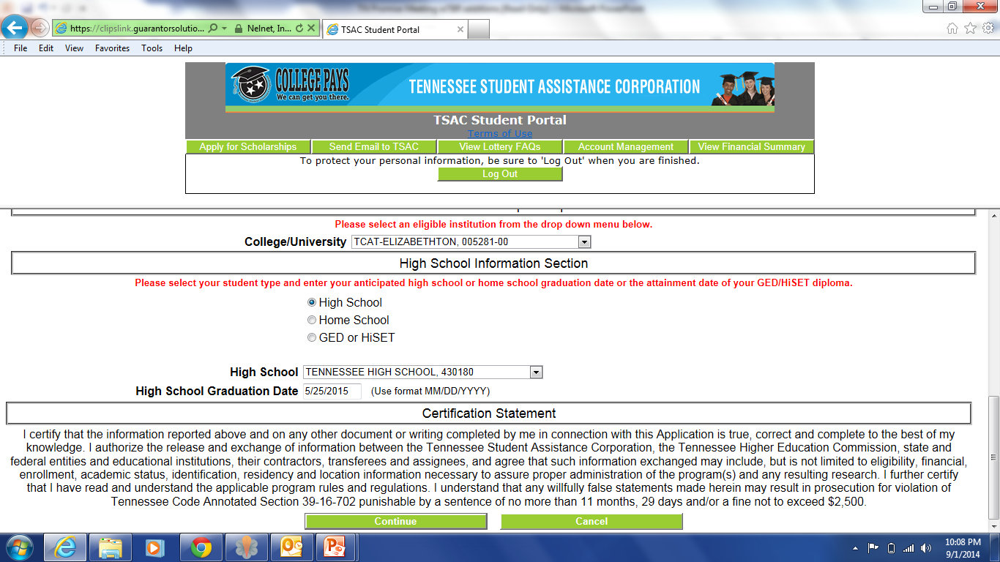 https://clipslink.guarantorsolutio... Nelnet, In... TSAC Student Portal
File Edit View Favorites Tools Help
COLLEGE PAYS
We can get you there.
TENNESSEE STUDENT ASSISTANCE CORPORATION
TSAC Student Portal
Terms of Use
Apply for Scholarships Send Email to TSAC View Lottery FAQs Account Management View Financial Summary
To protect your personal information, be sure to 'Log Out' when you are finished.
Log Out
Please select an eligible institution from the drop down menu below.
College/University TCAT-ELIZABETHTON, 005281-00
High School Information Section
Please select your student type and enter your anticipated high school or home school graduation date or the attainment date of your GED/HiSET diploma.
High School
Home School
GED or HiSET
High School TENNESSEE HIGH SCHOOL, 430180
High School Graduation Date 5/25/2015 (Use format MM/DD/YYYY)
Certification Statement
I certify that the information reported above and on any other document or writing completed by me in connection with this Application is true, correct and complete to the best of my
knowledge. I authorize the release and exchange of information between the Tennessee Student Assistance Corporation, the Tennessee Higher Education Commission, state and
federal entities and educational institutions, their contractors, transferees and assignees, and agree that such information exchanged may include, but is not limited to eligibility, financial,
enrollment, academic status, identification, residency and location information necessary to assure proper administration of the program(s) and any resulting research. I further certify
that I have read and understand the applicable program rules and regulations. I understand that any willfully false statements made herein may result in prosecution for violation of
Tennessee Code Annotated Section 39-16-702 punishable by a sentence of no more than 11 months, 29 days and/or a fine not to exceed $2,500.
Continue Cancel
10:08 PM
9/1/2014